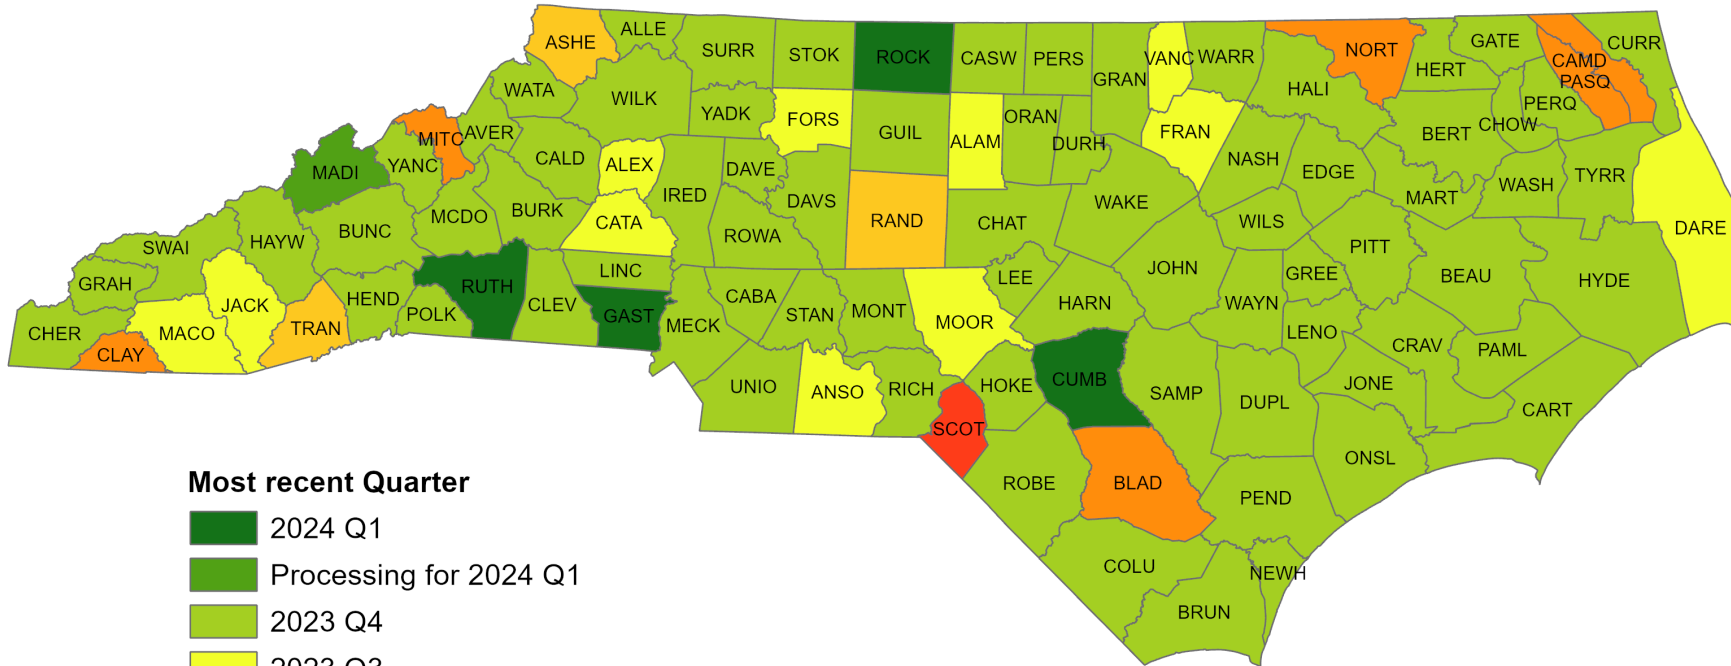 ASHE
ALLE
SURR
STOK
ROCK
CASW
PERS
GRAN
VANC
WARR
NORT
HALI
HERT
GATE
CAMD
CURR
PASQ
PERQ
CHOW
BERT
WATA
WILK
YADK
FORS
GUIL
ALAM
ORAN
DURH
FRAN
NASH
EDGE
MART
WASH
TYRR
DARE
MITC
AVER
YANC
MADI
CALD
ALEX
IRED
DAVE
DAVS
RAND
CHAT
WAKE
WILS
PITT
BEAU
HYDE
SWAI
HAYW
BUNC
MCDO
BURK
CATA
ROWA
LINC
LEE
JOHN
GREE
WAYN
GRAH
JACK
HEND
POLK
RUTH
CLEV
GAST
MECK
CABA
STAN
MONT
MOOR
HARN
LENO
CRAV
PAML
CHER
CLAY
MACO
TRAN
UNIO
ANSO
RICH
HOKE
CUMB
SAMP
DUPL
JONE
CART
SCOT
ROBE
BLAD
PEND
ONSL
COLU
NEWH
BRUN
Most recent Quarter
2024 Q1
Processing for 2024 Q1
2023 Q4
2023 Q3